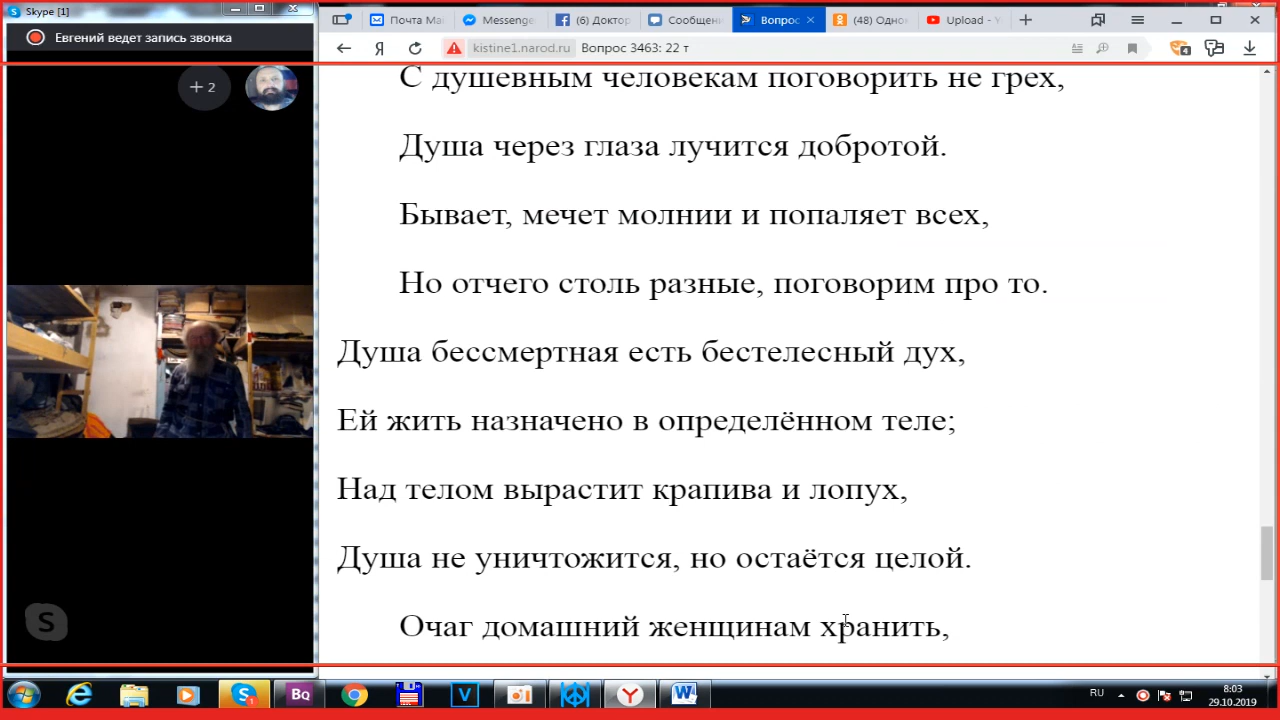 Skype [1]
Евгений ведет запись звонка
+ 2
Почта Mai
Messenge
(6) Доктор
Сообщени
Вопрос
(48) Одно
Upload - Y
Я
kistine1.narod.ru
Вопрос 3463: 22 т
4
С душевным человекам поговорить не грех,
Душа через глаза лучится добротой.
Бывает, мечет молнии и попаляет всех,
Но отчего столь разные, поговорим про то.
Душа бессмертная есть бестелесный дух,
Ей жить назначено в определённом теле;
Над телом вырастит крапива и лопух,
Душа не уничтожится, но остаётся целой.
Очаг домашний женщинам хранить,
RU
8:03
29.10.2019